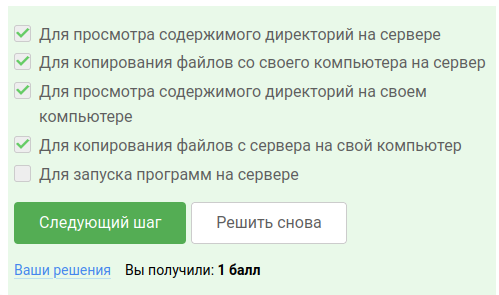 Для просмотра содержимого директорий на сервере
Для копирования файлов со своего компьютера на сервер
Для просмотра содержимого директорий на своем
компьютере
Для копирования файлов с сервера на свой компьютер
Для запуска программ на сервере
Следующий шаг Решить снова
Ваши решения Вы получили: 1 балл